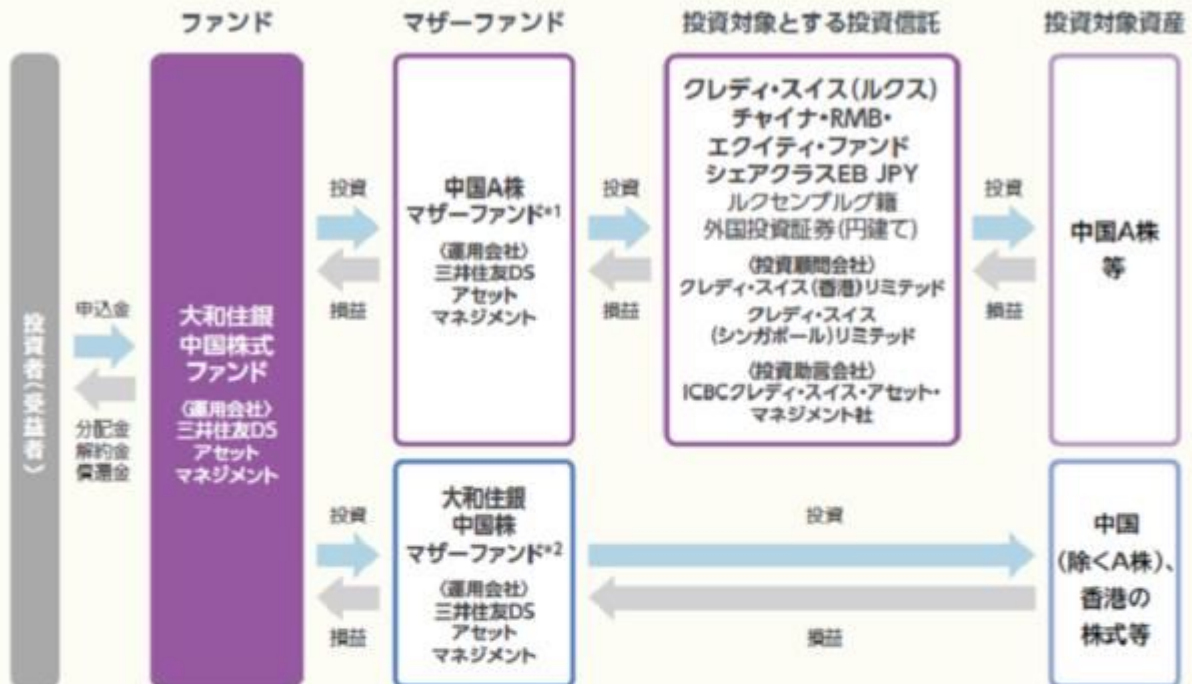 ファンド
マザーファンド
投資対象とする投資信託
投資対象資産
投資者(受益者)
申込金
分配金
解約金
償還金
大和住銀
中国株式
ファンド
〈運用会社〉
三井住友DS
アセット
マネジメント
投資
損益
中国A株
マザーファンド*1
〈運用会社〉
三井住友DS
アセット
マネジメント
投資
損益
クレディ・スイス(ルクス)
チャイナ・RMB・
エクイティ・ファンド
シェアクラスEB JPY
ルクセンブルグ籍
外国投資証券(円建て)
〈投資顧問会社〉
クレディ・スイス(香港)リミテッド
クレディ・スイス
(シンガポール)リミテッド
〈投資助言会社〉
ICBCクレディ・スイス・アセット・
マネジメント社
投資
損益
中国A株
等
投資
損益
大和住銀
中国株
マザーファンド*2
〈運用会社〉
三井住友DS
アセット
マネジメント
投資
損益
中国
(除くA株)、
香港の
株式等